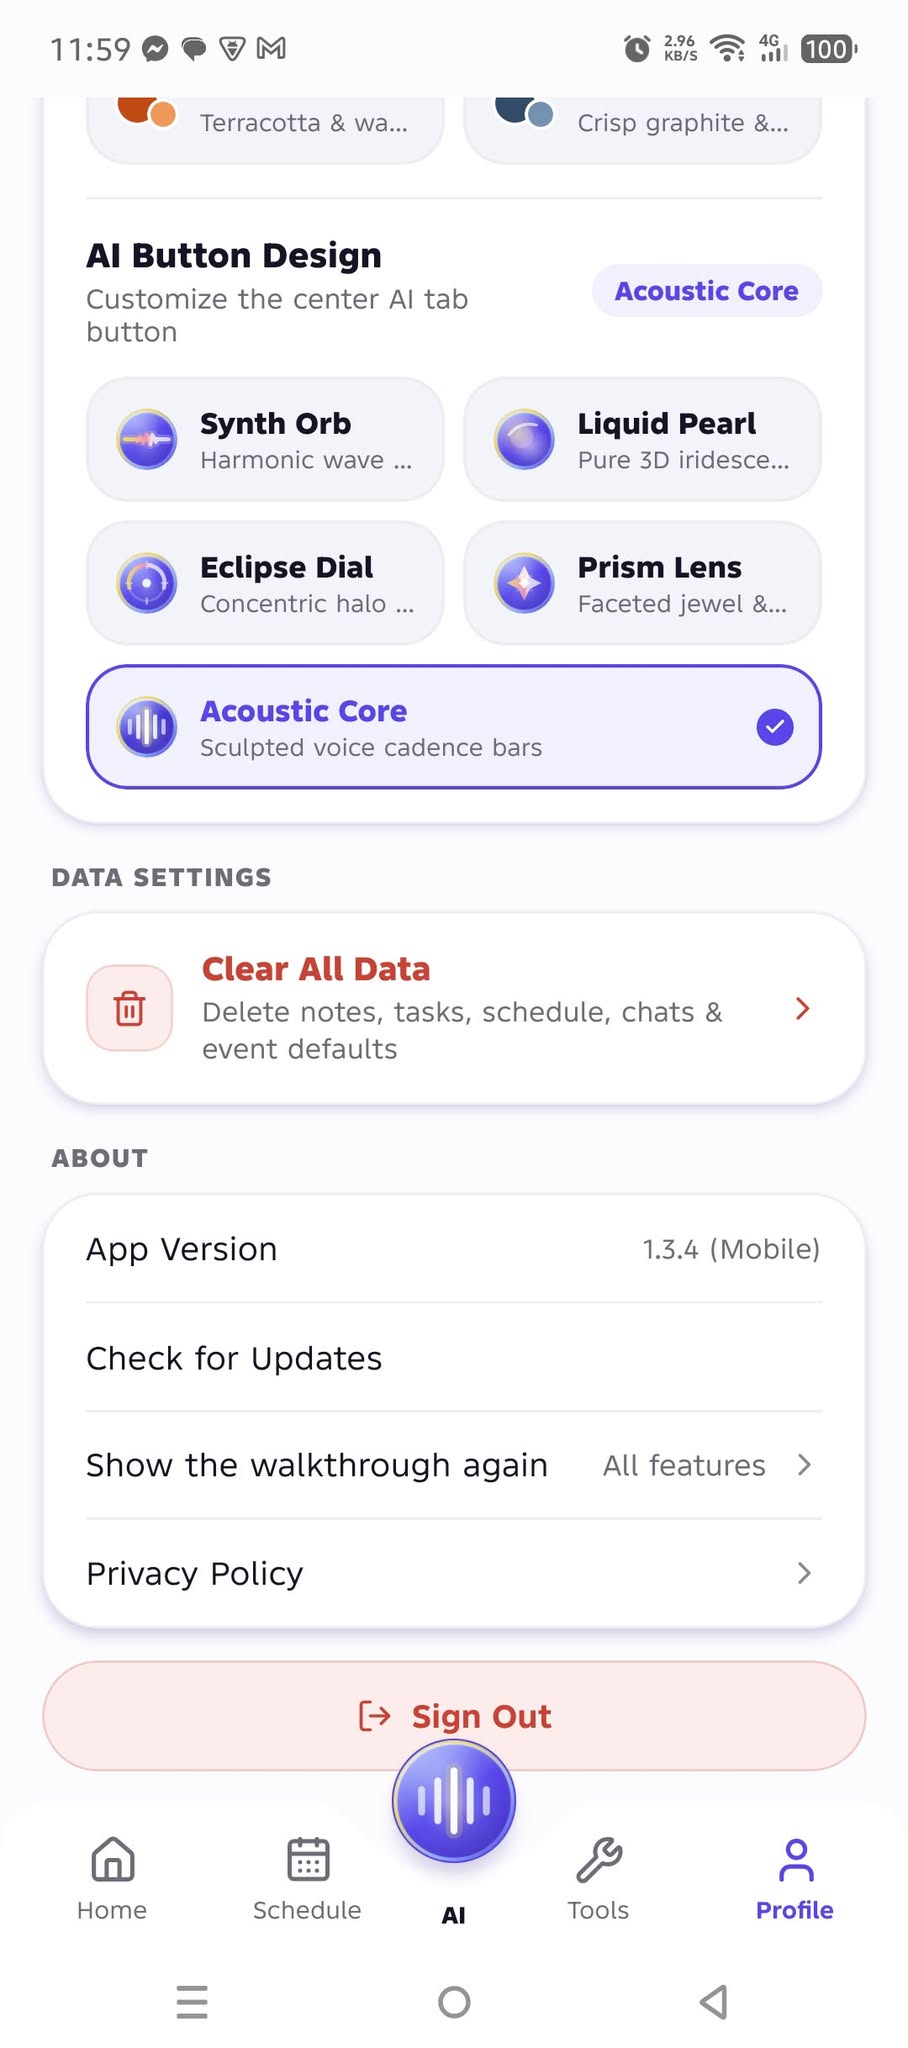 11:59
2.96 KB/S
4G
100
Terracotta & wa...
Crisp graphite &...
AI Button Design
Customize the center AI tab
button
Acoustic Core
Synth Orb
Harmonic wave ...
Liquid Pearl
Pure 3D iridesce...
Eclipse Dial
Concentric halo ...
Prism Lens
Faceted jewel &...
Acoustic Core
Sculpted voice cadence bars
DATA SETTINGS
Clear All Data
Delete notes, tasks, schedule, chats &
event defaults
ABOUT
App Version
1.3.4 (Mobile)
Check for Updates
Show the walkthrough again
All features
Privacy Policy
Sign Out
Home
Schedule
AI
Tools
Profile